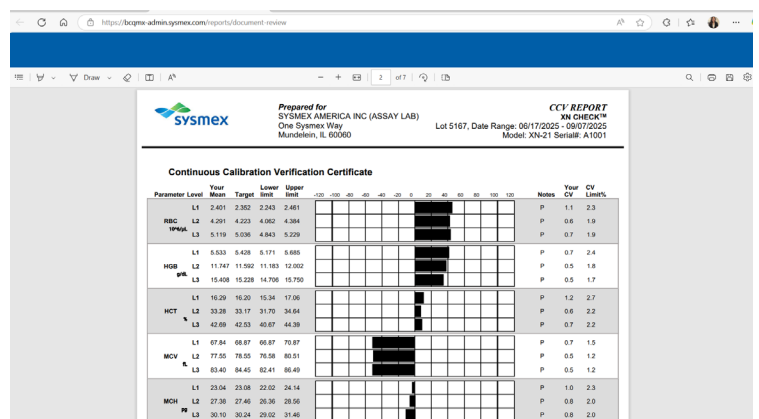 https://bcqmx-admin.sysmex.com/reports/document-review
Draw
2 of 7
sysmex
Prepared for
SYSMEX AMERICA INC (ASSAY LAB)
One Sysmex Way
Mundelein, IL 60060
CCV REPORT
XN CHECK™
Lot 5167, Date Range: 06/17/2025 - 09/07/2025
Model: XN-21 Serial#: A1001
Continuous Calibration Verification Certificate
Parameter Level Your Mean Target Lower limit Upper limit -120 -100 -80 -60 -40 -20 0 20 40 60 80 100 120 Notes Your CV CV Limit%
RBC 10^6/µL
L1 2.401 2.352 2.243 2.461 P 1.1 2.3
L2 4.291 4.223 4.062 4.384 P 0.6 1.9
L3 5.119 5.036 4.843 5.229 P 0.7 1.9
HGB g/dL
L1 5.533 5.428 5.171 5.685 P 0.7 2.4
L2 11.747 11.592 11.183 12.002 P 0.5 1.8
L3 15.408 15.228 14.706 15.750 P 0.5 1.7
HCT %
L1 16.29 16.20 15.34 17.06 P 1.2 2.7
L2 33.28 33.17 31.70 34.64 P 0.6 2.2
L3 42.69 42.53 40.67 44.39 P 0.7 2.2
MCV fL
L1 67.84 68.87 66.87 70.87 P 0.7 1.5
L2 77.55 78.55 76.58 80.51 P 0.5 1.2
L3 83.40 84.45 82.41 86.49 P 0.5 1.2
MCH pg
L1 23.04 23.08 22.02 24.14 P 1.0 2.3
L2 27.38 27.46 26.36 28.56 P 0.8 2.0
L3 30.10 30.24 29.02 31.46 P 0.8 2.0